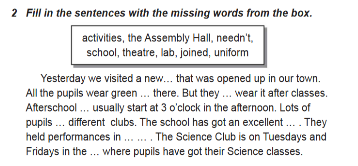 2 Fill in the sentences with the missing words from the box.
activities, the Assembly Hall, needn't,
school, theatre, lab, joined, uniform
Yesterday we visited a new… that was opened up in our town.
All the pupils wear green … there. But they … wear it after classes.
Afterschool … usually start at 3 o'clock in the afternoon. Lots of
pupils … different clubs. The school has got an excellent … . They
held performances in … … . The Science Club is on Tuesdays and
Fridays in the … where pupils have got their Science classes.